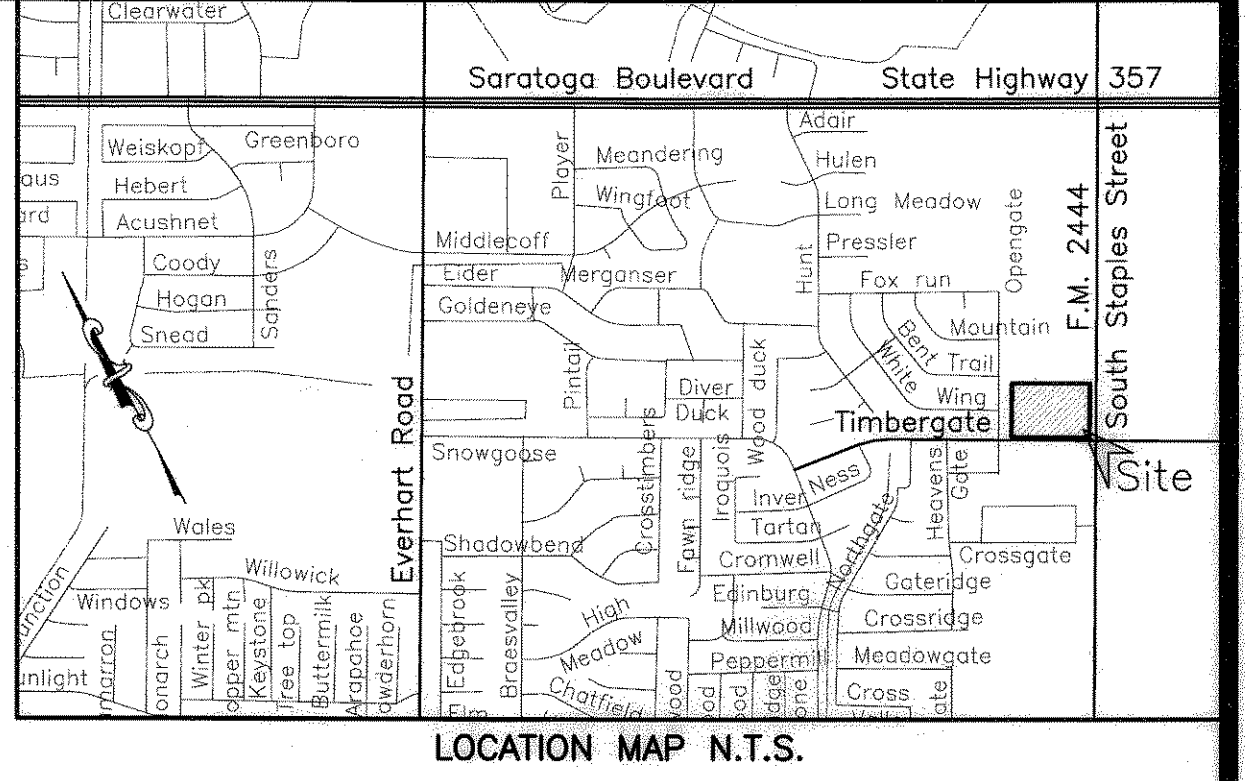 Clearwater
Saratoga Boulevard
State Highway 357
Weiskopf
Greenboro
Hebert
Acushnet
Coody
Hogan
Snead
Sanders
Player
Meandering
Wingfoot
Middlecoff
Eider
Merganser
Goldeneye
Adair
Hulen
Long Meadow
Pressler
Hunt
Fox run
Opengate
F.M. 2444
South Staples Street
Mountain
Bent
Trail
White
Wing
Timbergate
Site
Pintail
Diver
Duck
Wood duck
Everhart Road
Snowgoose
Crosstimbers
Fawn ridge
Iroquois
Inver Ness
Tartan
Cromwell
Northgate
Heavens
Gate
Crossgate
Wales
Shadowbend
Willowick
Windows
Winter pk
Keystone
Buttermilk
Arapahoe
Edgebrook
Braesvalley
High
Meadow
Chatfield
Edinburg
Millwood
Peppermill
Gateridge
Crossridge
Meadowgate
Cross
LOCATION MAP N.T.S.